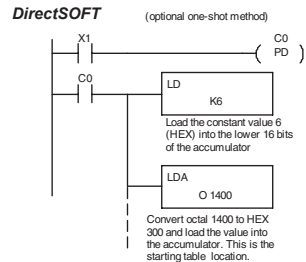 DirectSOFT (optional one-shot method)
X1 C0
PD
C0
LD
K6
Load the constant value 6
(HEX) into the lower 16 bits
of the accumulator
LDA
O 1400
Convert octal 1400 to HEX
300 and load the value into
the accumulator. This is the
starting table location.